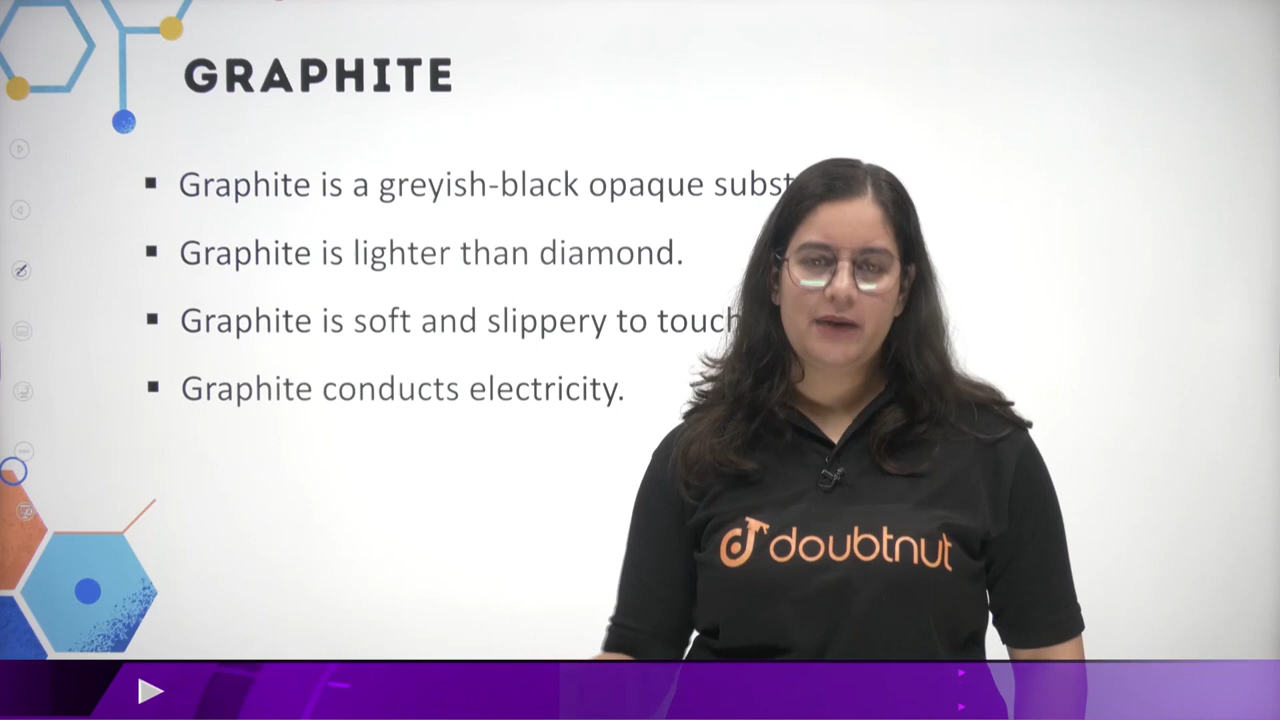 GRAPHITE
▪ Graphite is a greyish-black opaque subst
▪ Graphite is lighter than diamond.
▪ Graphite is soft and slippery to touch
▪ Graphite conducts electricity.
doubtnut